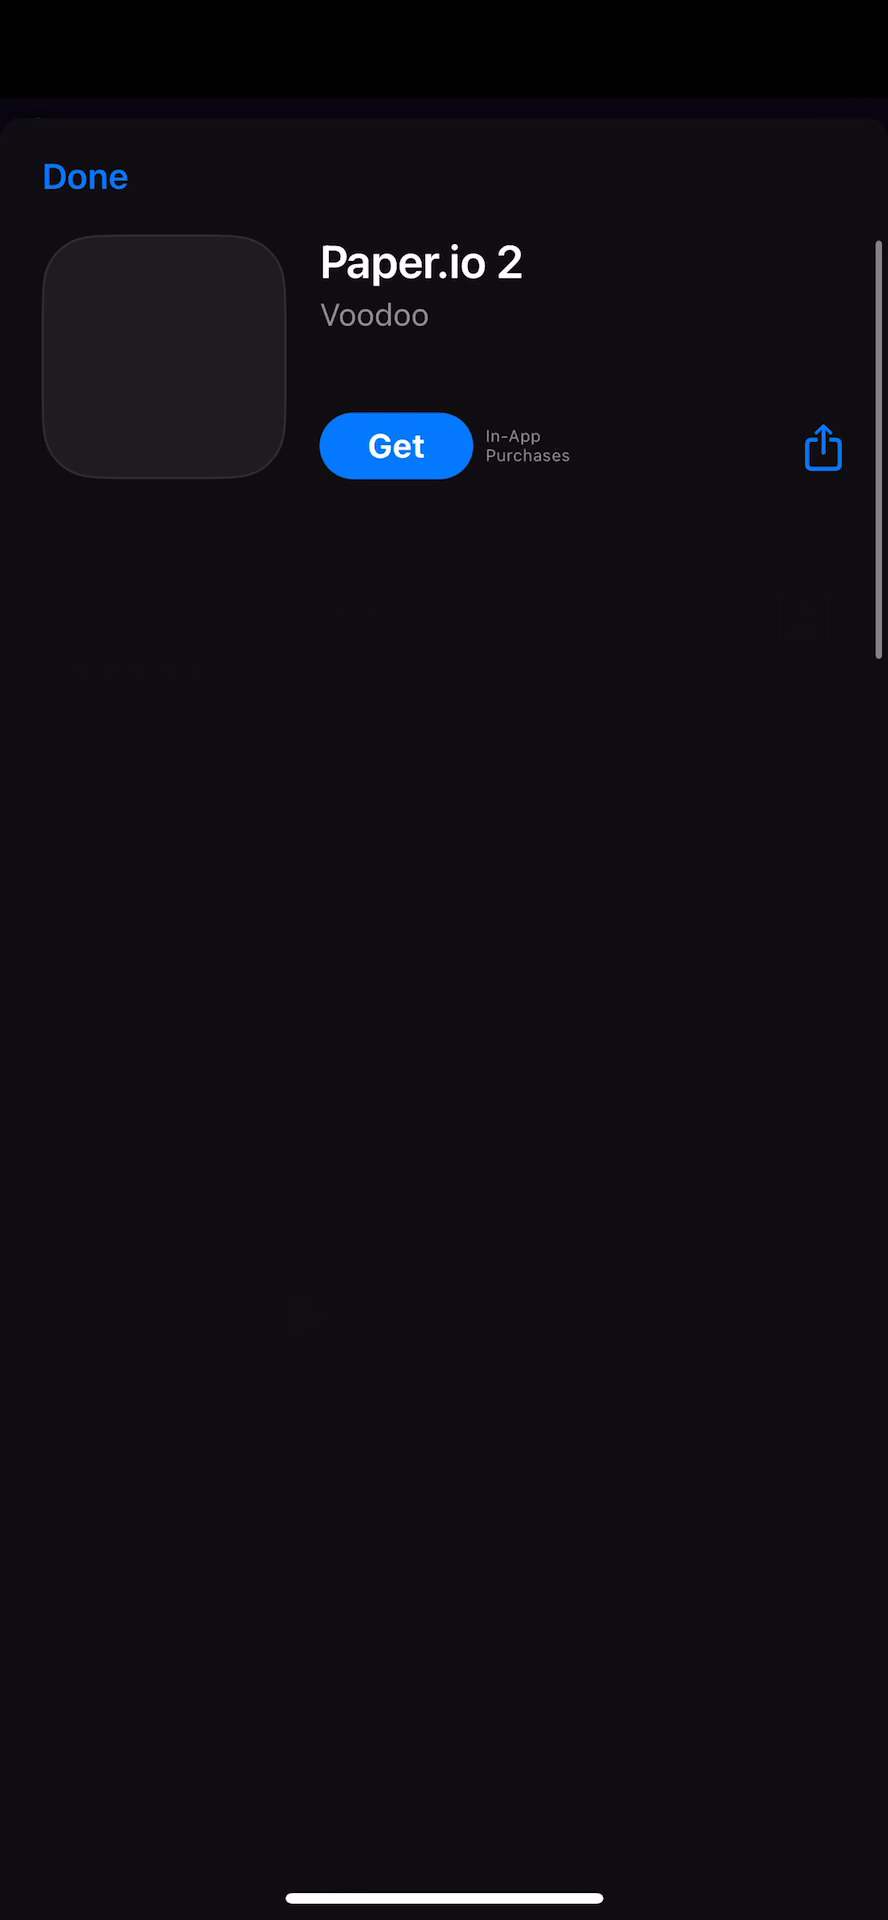 Done
Paper.io 2
Voodoo
Get
In-App
Purchases